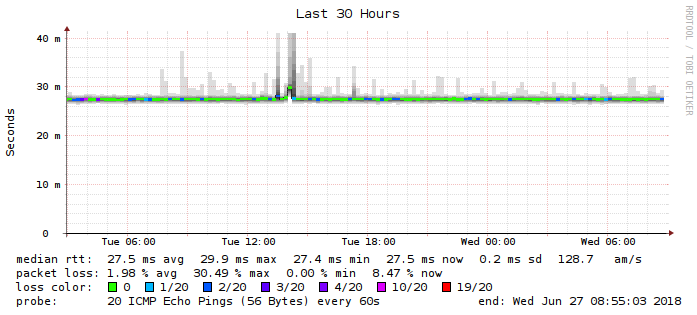 Last 30 Hours
RRDTOOL / TOBI OETIKER
Seconds
40 m
30 m
20 m
10 m
0
Tue 06:00 Tue 12:00 Tue 18:00 Wed 00:00 Wed 06:00
median rtt: 27.5 ms avg 29.9 ms max 27.4 ms min 27.5 ms now 0.2 ms sd 128.7 am/s
packet loss: 1.98 % avg 30.49 % max 0.00 % min 8.47 % now
loss color: 0 1/20 2/20 3/20 4/20 10/20 19/20
probe: 20 ICMP Echo Pings (56 Bytes) every 60s end: Wed Jun 27 08:55:03 2018